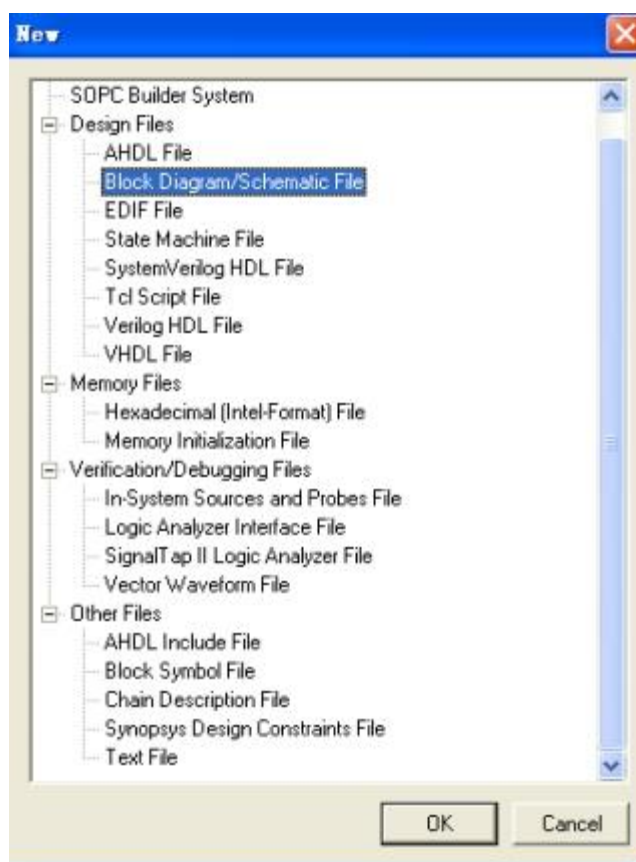 New
SOPC Builder System
Design Files
AHDL File
Block Diagram/Schematic File
EDIF File
State Machine File
SystemVerilog HDL File
Tcl Script File
Verilog HDL File
VHDL File
Memory Files
Hexadecimal (Intel-Format) File
Memory Initialization File
Verification/Debugging Files
In-System Sources and Probes File
Logic Analyzer Interface File
SignalTap II Logic Analyzer File
Vector Waveform File
Other Files
AHDL Include File
Block Symbol File
Chain Description File
Synopsys Design Constraints File
Text File
OK Cancel